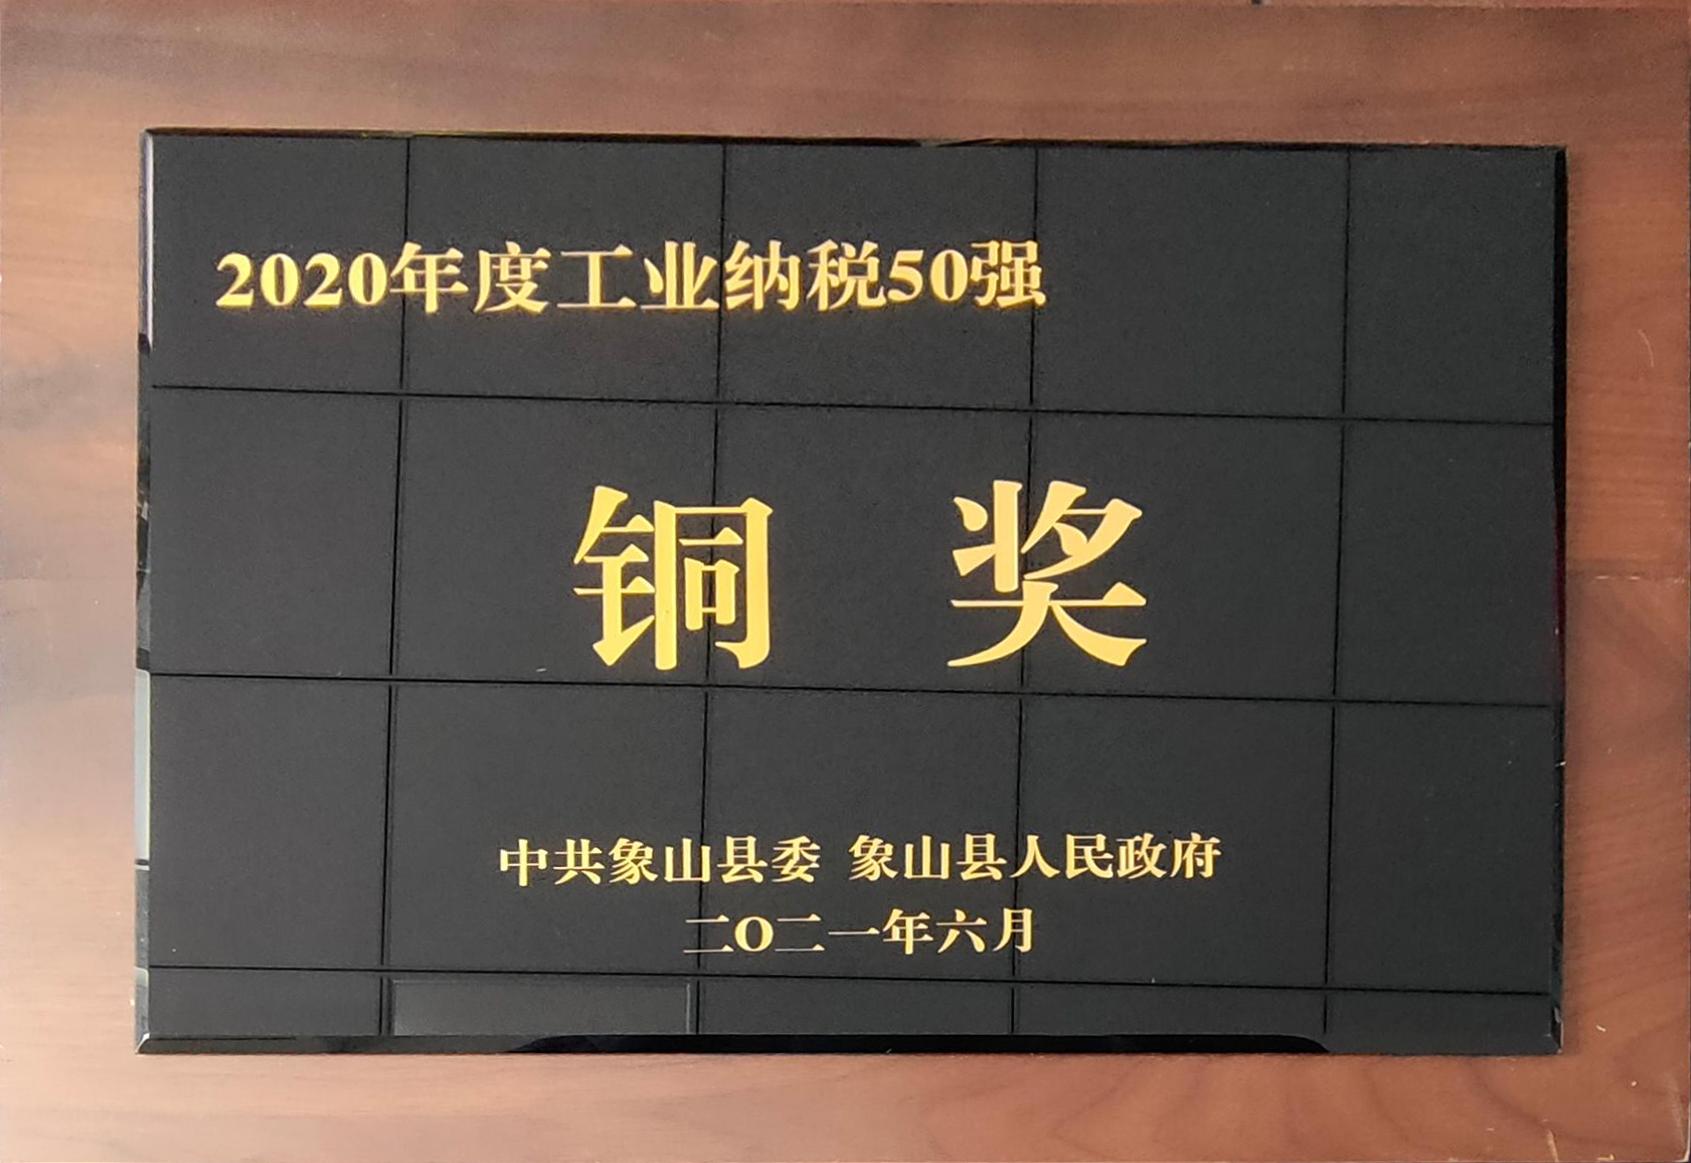 2020年度工业纳税50强
铜 奖
中共象山县委 象山县人民政府
二O二一年六月